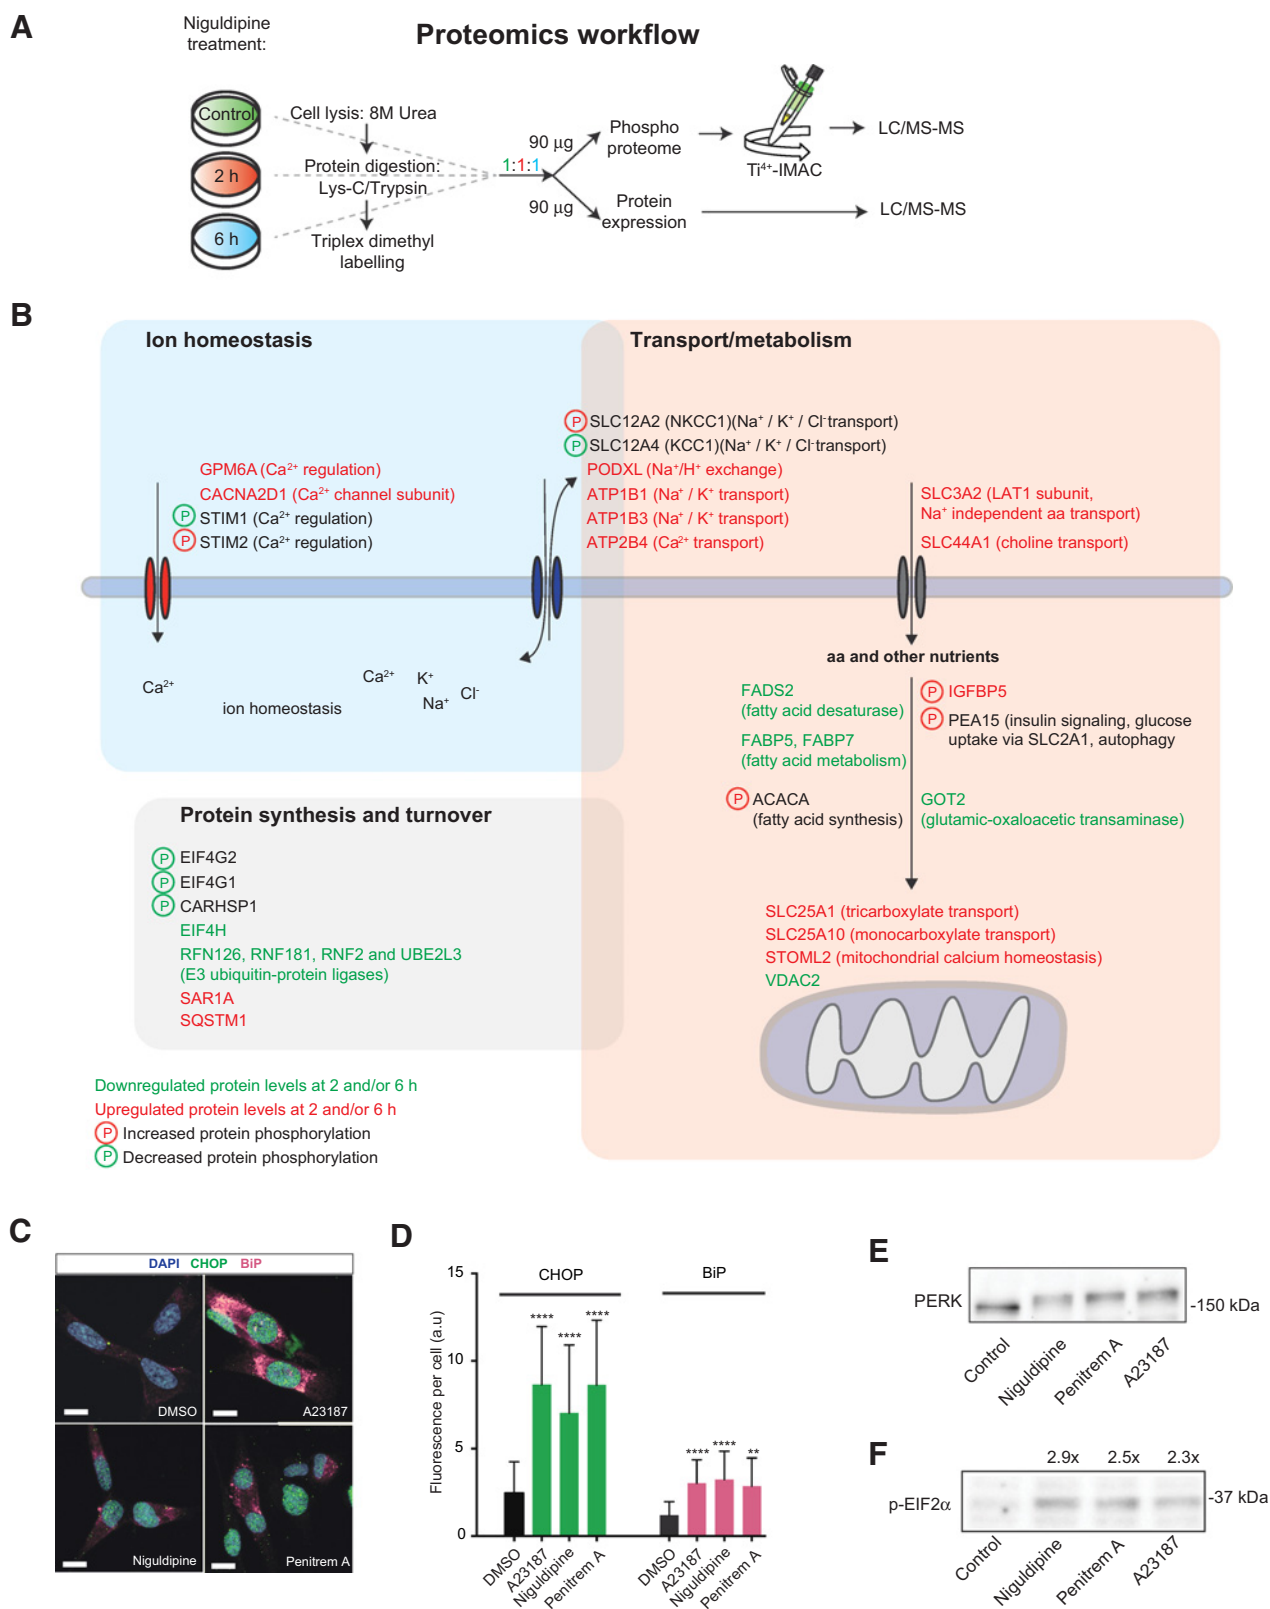 A
Niguldipine
treatment:
Proteomics workflow
Control
2 h
6 h
Cell lysis: 8M Urea
Protein digestion:
Lys-C/Trypsin
Triplex dimethyl
labelling
1:1:1
90 µg
90 µg
Phospho
proteome
Protein
expression
Ti⁴⁺-IMAC
LC/MS-MS
LC/MS-MS
B
Ion homeostasis
Transport/metabolism
P SLC12A2 (NKCC1)(Na⁺ / K⁺ / Cl⁻transport)
P SLC12A4 (KCC1)(Na⁺ / K⁺ / Cl⁻transport)
PODXL (Na⁺/H⁺ exchange)
ATP1B1 (Na⁺ / K⁺ transport)
ATP1B3 (Na⁺ / K⁺ transport)
ATP2B4 (Ca²⁺ transport)
GPM6A (Ca²⁺ regulation)
CACNA2D1 (Ca²⁺ channel subunit)
P STIM1 (Ca²⁺ regulation)
P STIM2 (Ca²⁺ regulation)
SLC3A2 (LAT1 subunit,
Na⁺ independent aa transport)
SLC44A1 (choline transport)
Ca²⁺
ion homeostasis
Ca²⁺
K⁺
Na⁺
Cl⁻
aa and other nutrients
FADS2
(fatty acid desaturase)
FABP5, FABP7
(fatty acid metabolism)
P ACACA
(fatty acid synthesis)
P IGFBP5
P PEA15 (insulin signaling, glucose
uptake via SLC2A1, autophagy
GOT2
(glutamic-oxaloacetic transaminase)
SLC25A1 (tricarboxylate transport)
SLC25A10 (monocarboxylate transport)
STOML2 (mitochondrial calcium homeostasis)
VDAC2
Protein synthesis and turnover
P EIF4G2
P EIF4G1
P CARHSP1
EIF4H
RFN126, RNF181, RNF2 and UBE2L3
(E3 ubiquitin-protein ligases)
SAR1A
SQSTM1
Downregulated protein levels at 2 and/or 6 h
Upregulated protein levels at 2 and/or 6 h
P Increased protein phosphorylation
P Decreased protein phosphorylation
C
DAPI CHOP BiP
DMSO
A23187
Niguldipine
Penitrem A
D
Fluorescence per cell (a.u)
15
10
5
0
CHOP
BiP
**** **** ****
**** **** **
DMSO
A23187
Niguldipine
Penitrem A
DMSO
A23187
Niguldipine
Penitrem A
E
PERK
-150 kDa
Control
Niguldipine
Penitrem A
A23187
F
2.9x 2.5x 2.3x
p-EIF2α
-37 kDa
Control
Niguldipine
Penitrem A
A23187